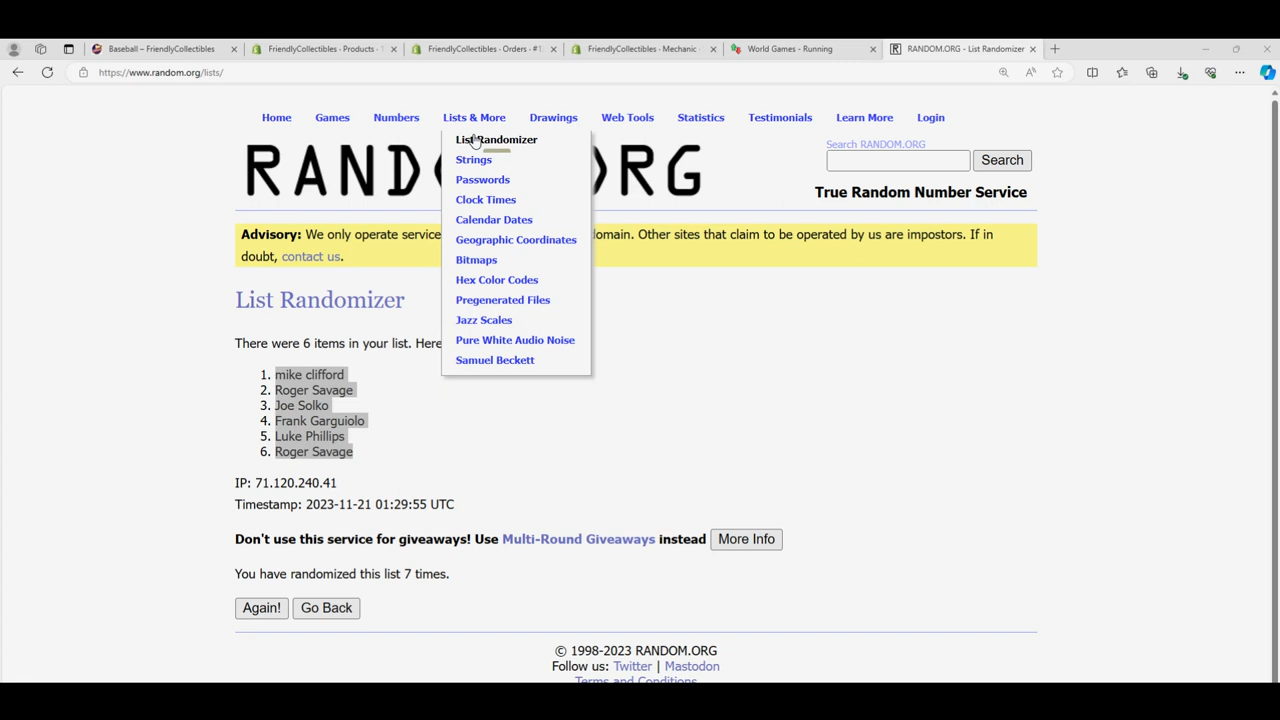 Baseball – FriendlyCollectibles
FriendlyCollectibles · Products · 1
FriendlyCollectibles · Orders · #1
FriendlyCollectibles · Mechanic
World Games - Running
RANDOM.ORG - List Randomizer
https://www.random.org/lists/
Home Games Numbers Lists & More Drawings Web Tools Statistics Testimonials Learn More Login
List Randomizer
Strings
Passwords
Clock Times
Calendar Dates
Geographic Coordinates
Bitmaps
Hex Color Codes
Pregenerated Files
Jazz Scales
Pure White Audio Noise
Samuel Beckett
RAND RG
Search RANDOM.ORG
Search
True Random Number Service
Advisory: We only operate service omain. Other sites that claim to be operated by us are impostors. If in
doubt, contact us.
List Randomizer
There were 6 items in your list. Here
1. mike clifford
2. Roger Savage
3. Joe Solko
4. Frank Garguiolo
5. Luke Phillips
6. Roger Savage
IP: 71.120.240.41
Timestamp: 2023-11-21 01:29:55 UTC
Don't use this service for giveaways! Use Multi-Round Giveaways instead More Info
You have randomized this list 7 times.
Again! Go Back
© 1998-2023 RANDOM.ORG
Follow us: Twitter | Mastodon
Terms and Conditions